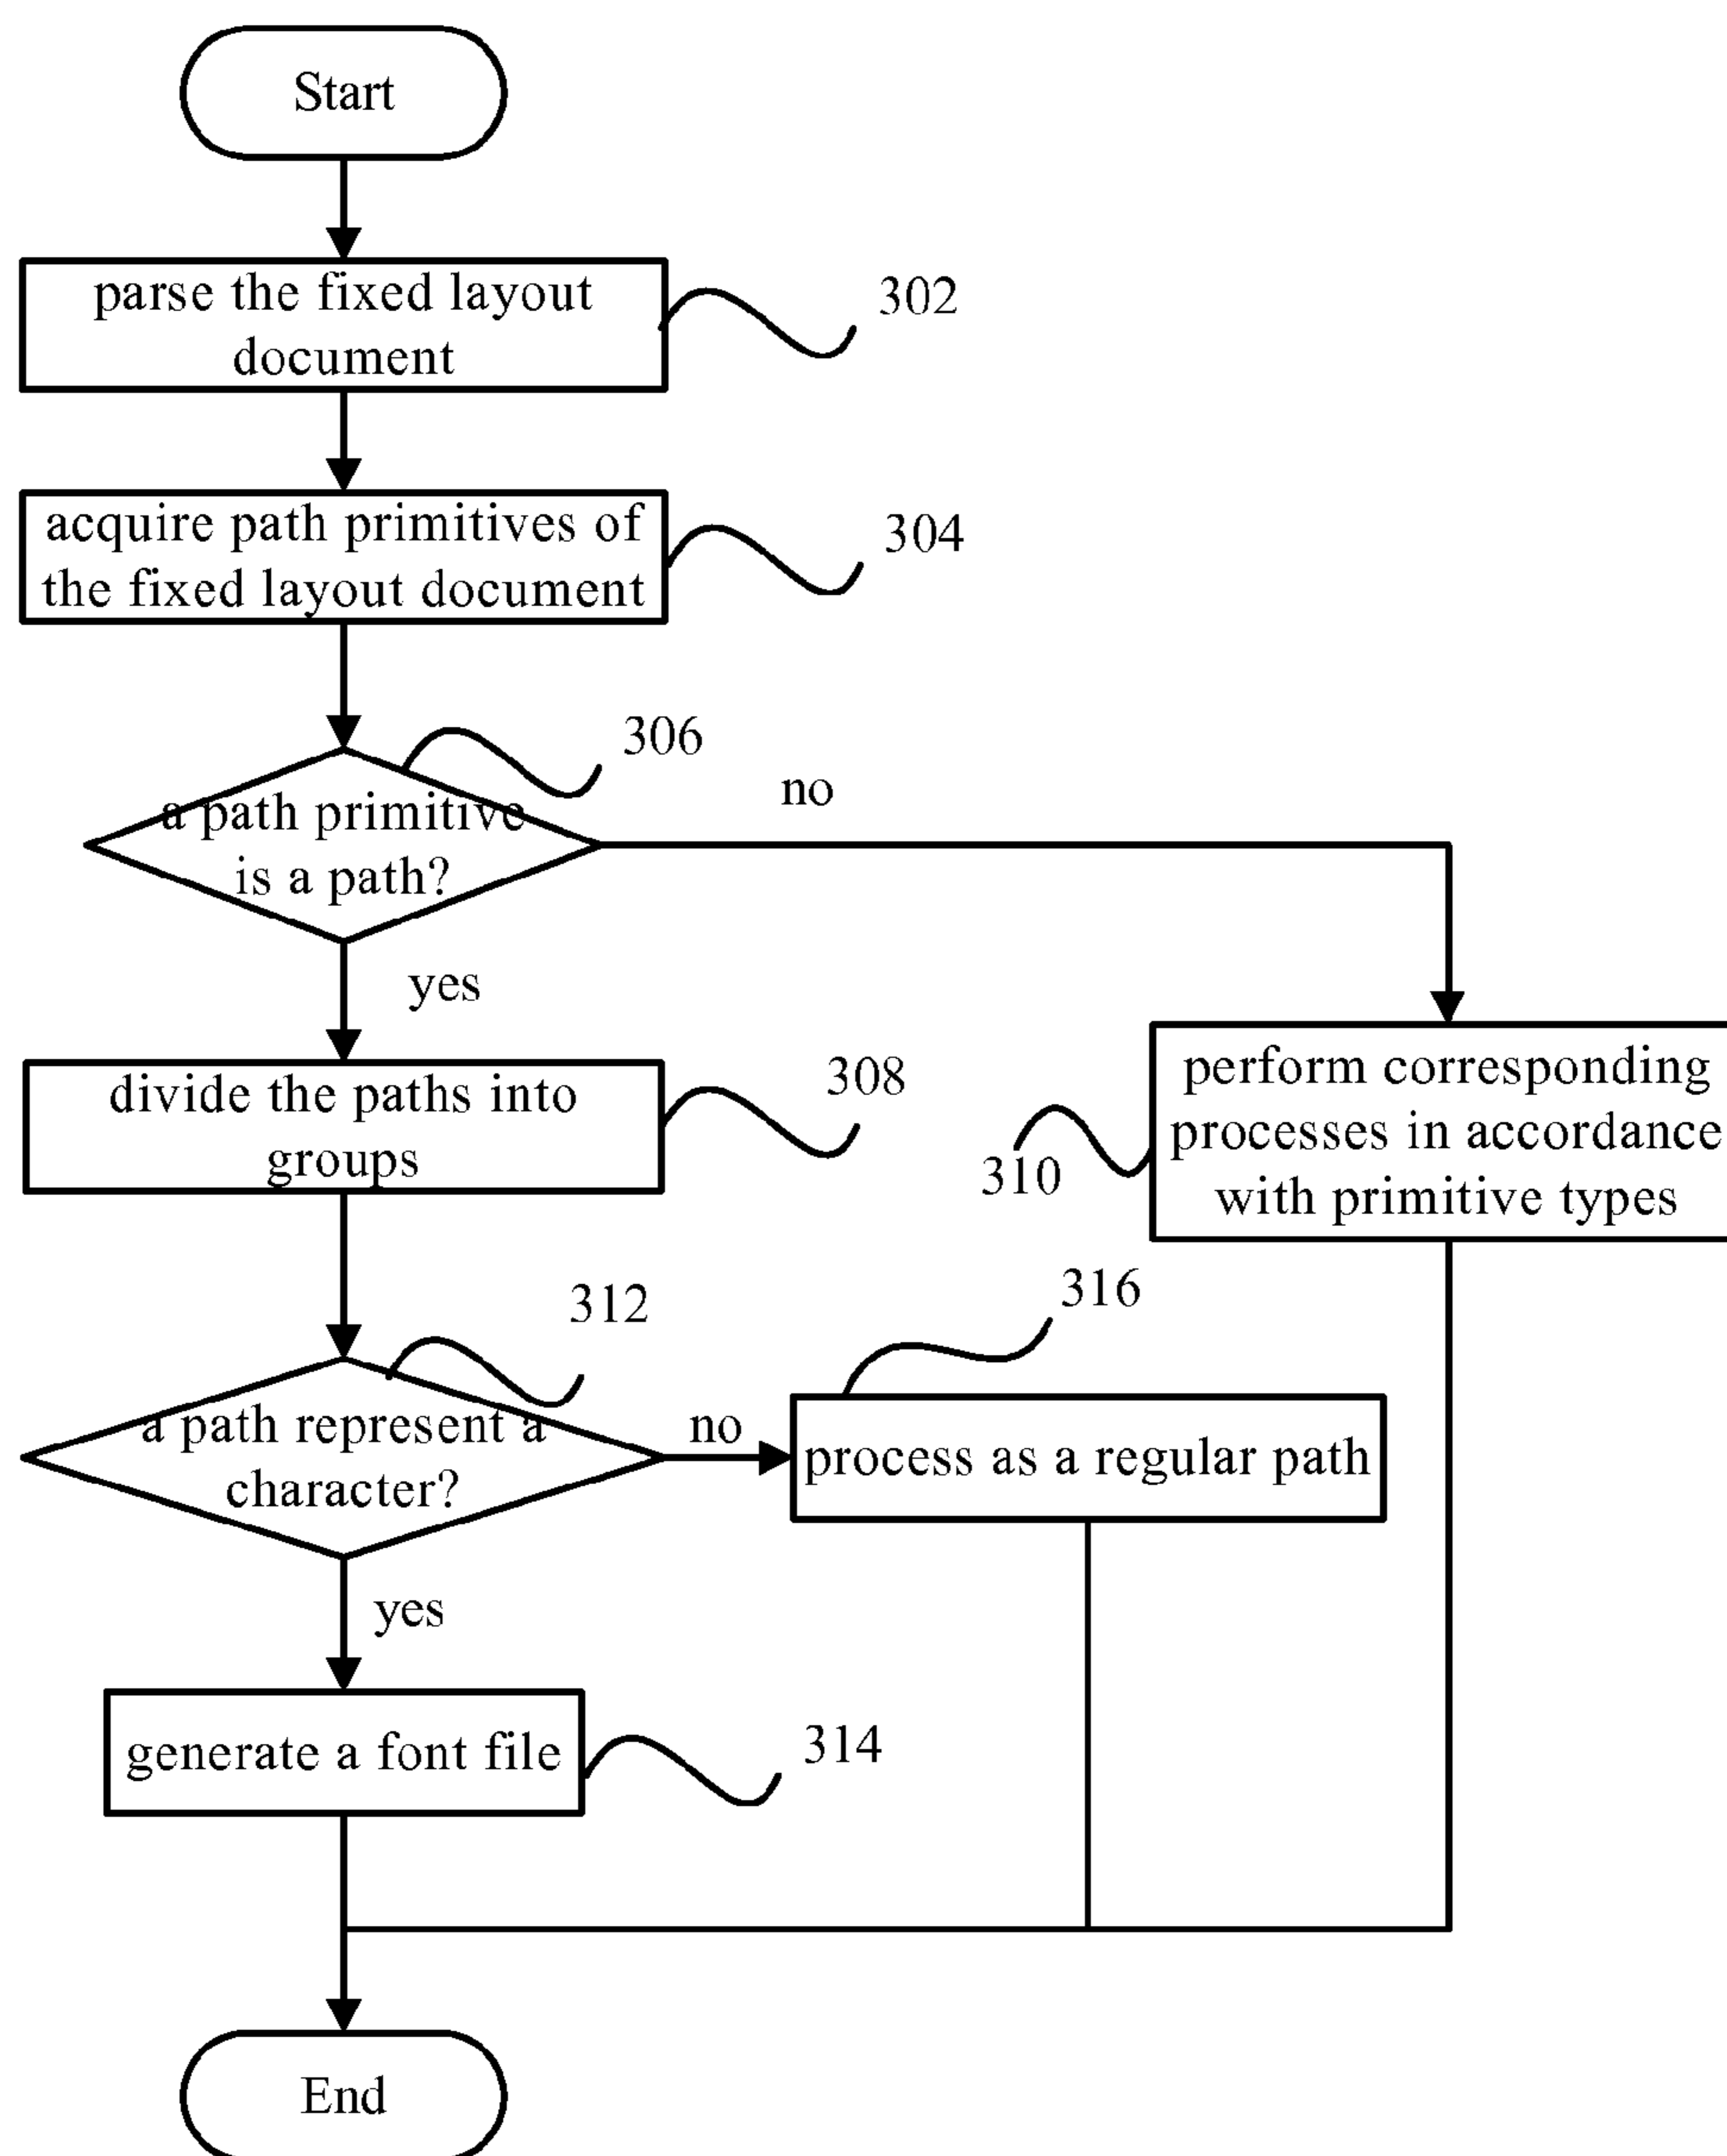 Start
parse the fixed layout
document
302
acquire path primitives of
the fixed layout document
304
306
a path primitive
is a path?
no
yes
divide the paths into
groups
308
perform corresponding
processes in accordance
with primitive types
310
312
316
a path represent a
character?
no
process as a regular path
yes
generate a font file
314
End